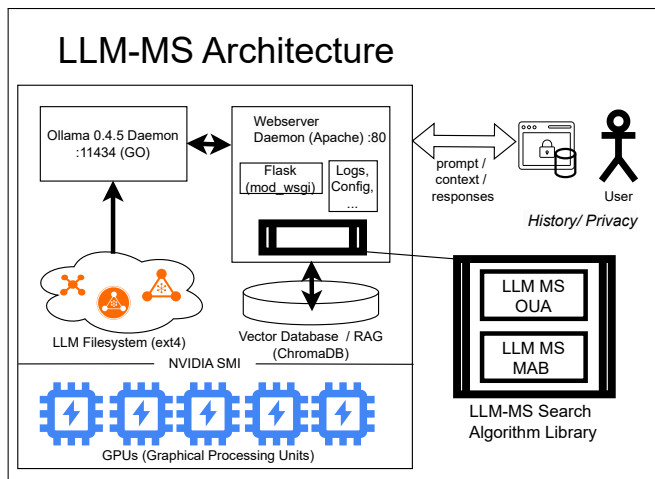 LLM-MS Architecture
Ollama 0.4.5 Daemon
:11434 (GO)
Webserver
Daemon (Apache) :80
Flask
(mod_wsgi)
Logs,
Config,
...
prompt /
context /
responses
User
History/ Privacy
LLM Filesystem (ext4)
Vector Database / RAG
(ChromaDB)
LLM MS
OUA
LLM MS
MAB
LLM-MS Search
Algorithm Library
NVIDIA SMI
GPUs (Graphical Processing Units)